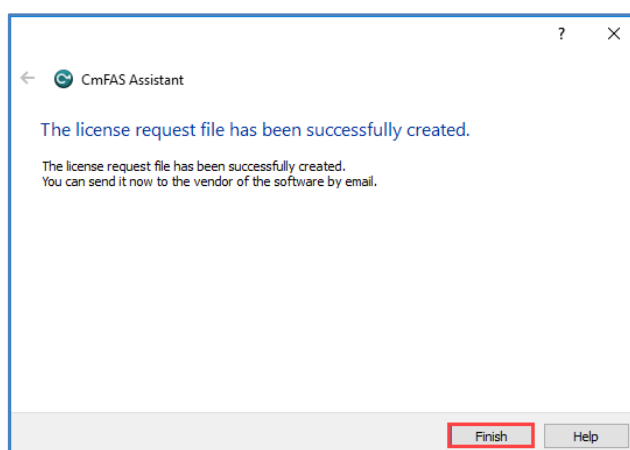 ?
CmFAS Assistant
The license request file has been successfully created.
The license request file has been successfully created.
You can send it now to the vendor of the software by email.
Finish
Help